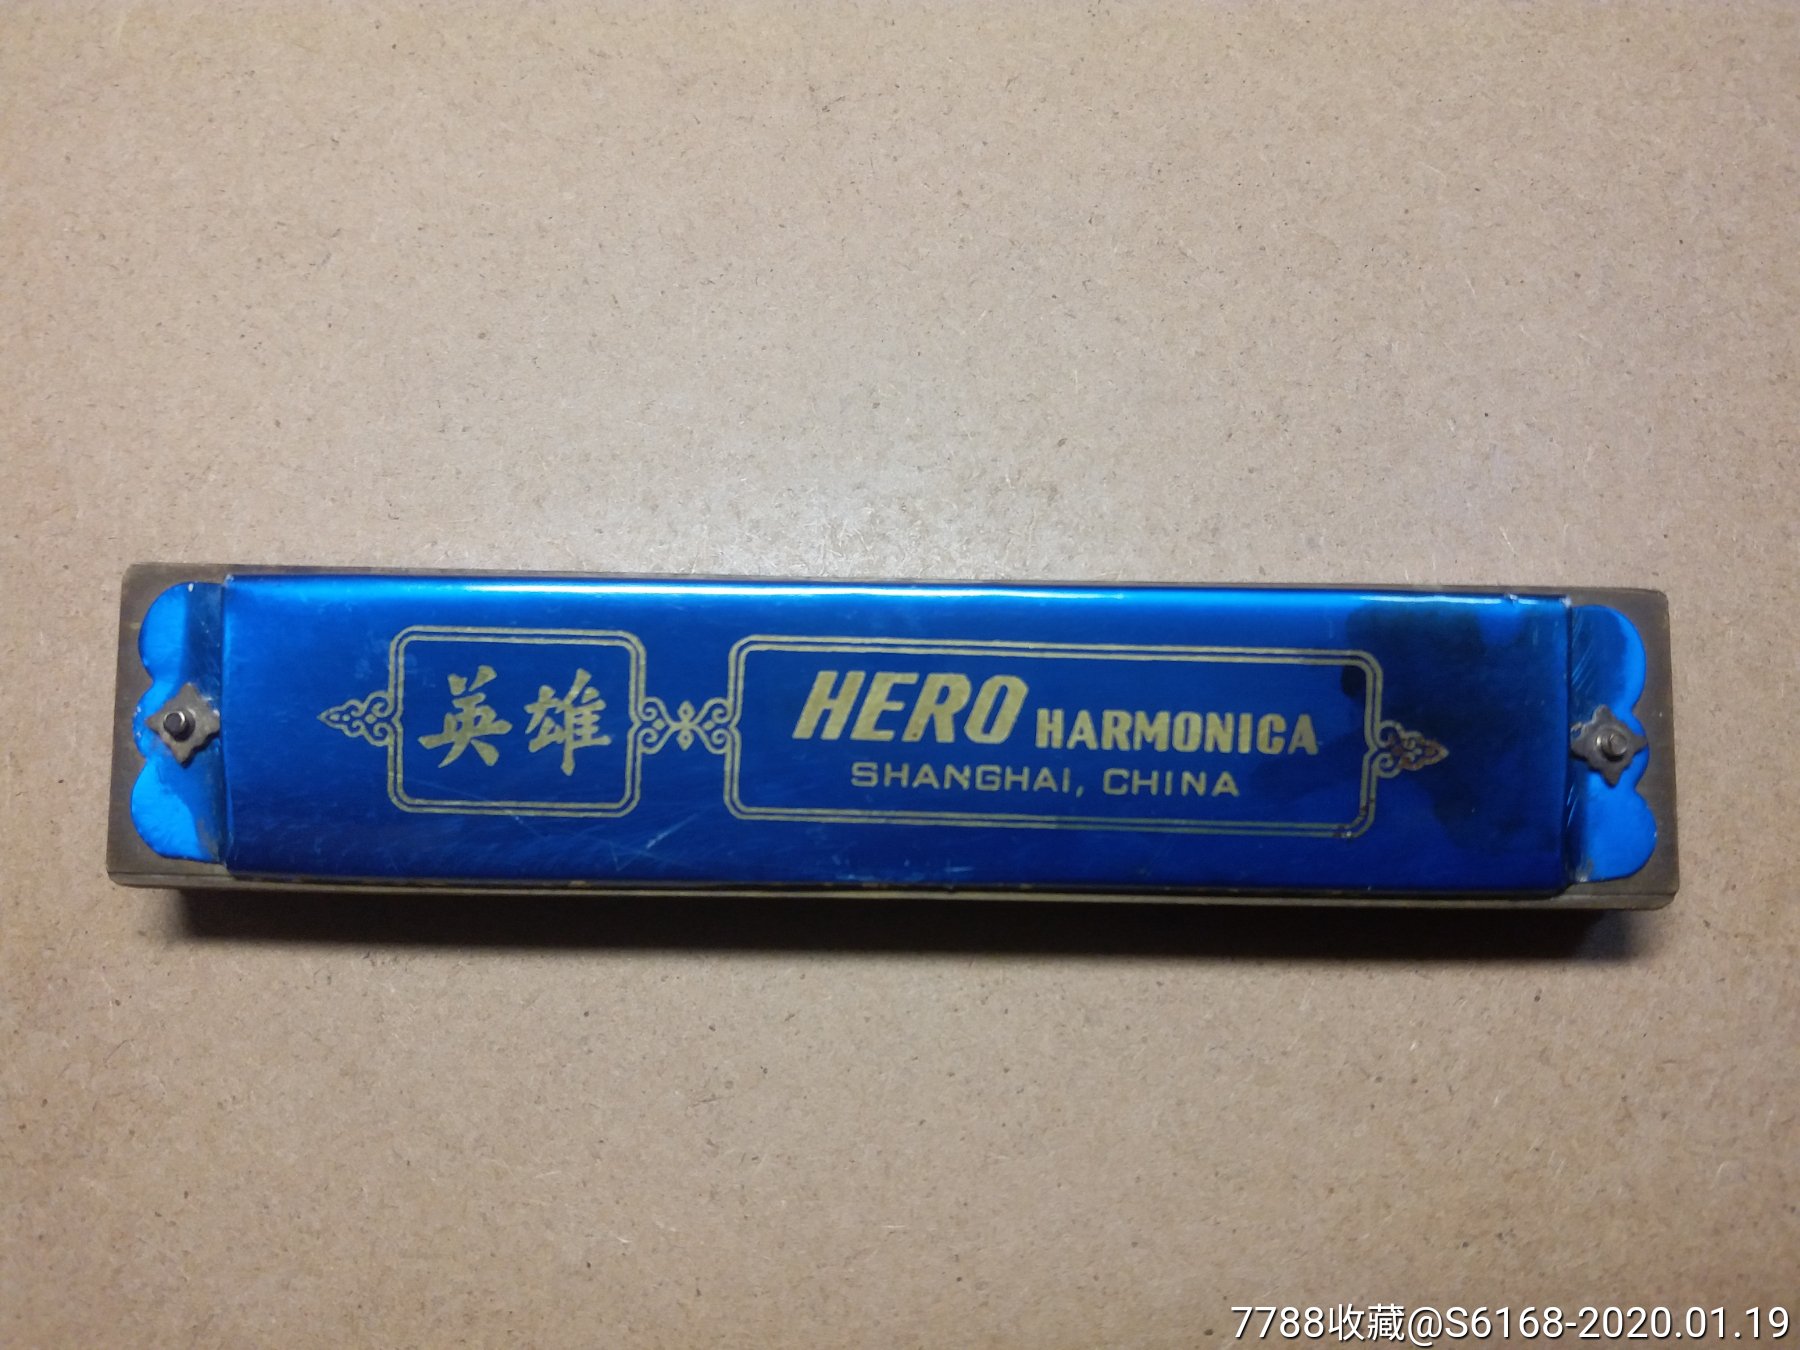 英雄
HERO HARMONICA
SHANGHAI, CHINA
7788收藏@S6168-2020.01.19